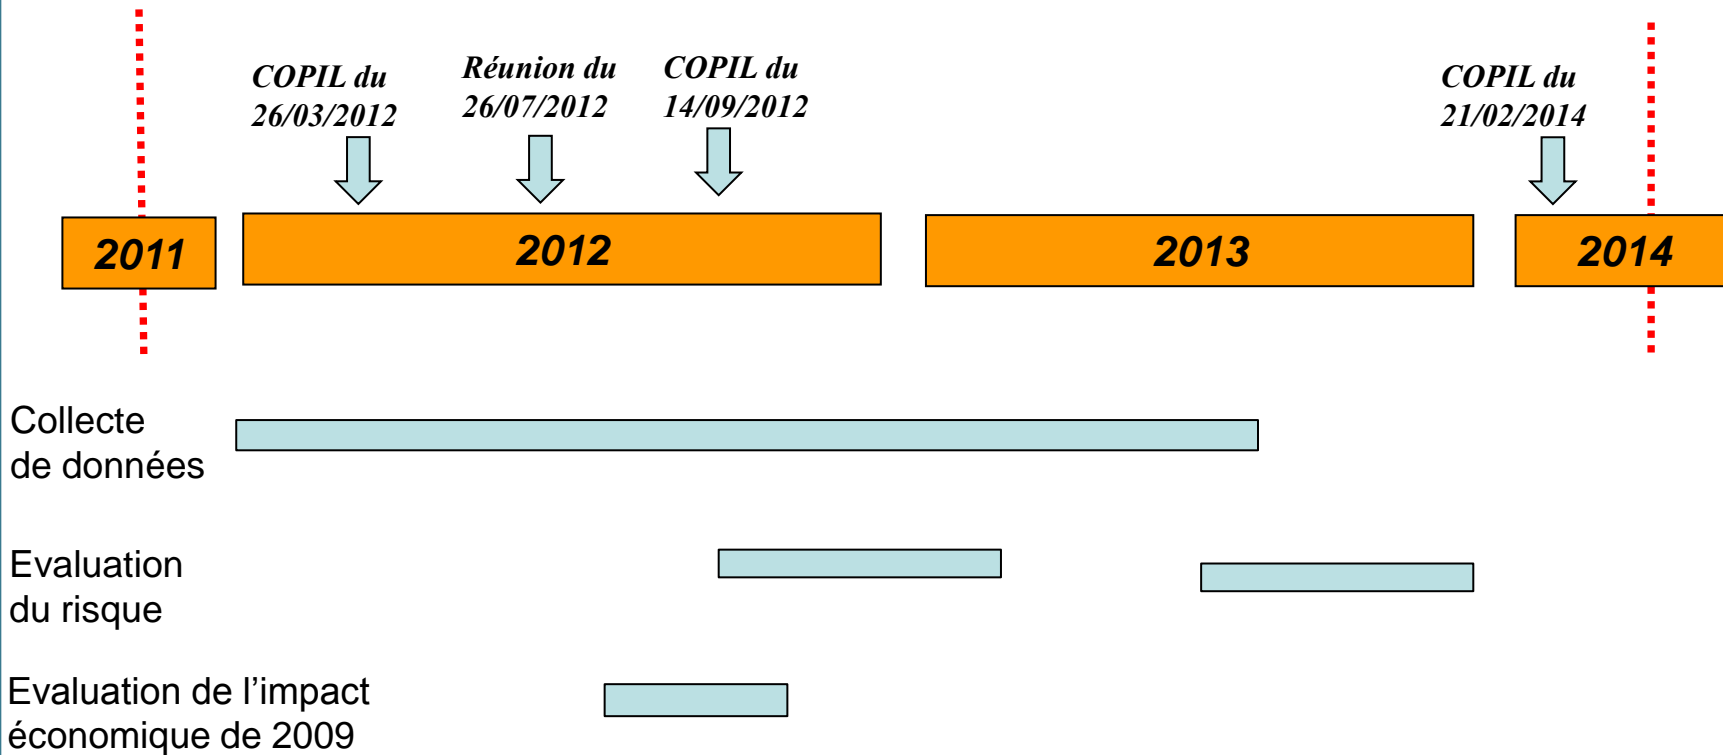 COPIL du
26/03/2012
Réunion du
26/07/2012
COPIL du
14/09/2012
COPIL du
21/02/2014
2011
2012
2013
2014
Collecte
de données
Evaluation
du risque
Evaluation de l’impact
économique de 2009